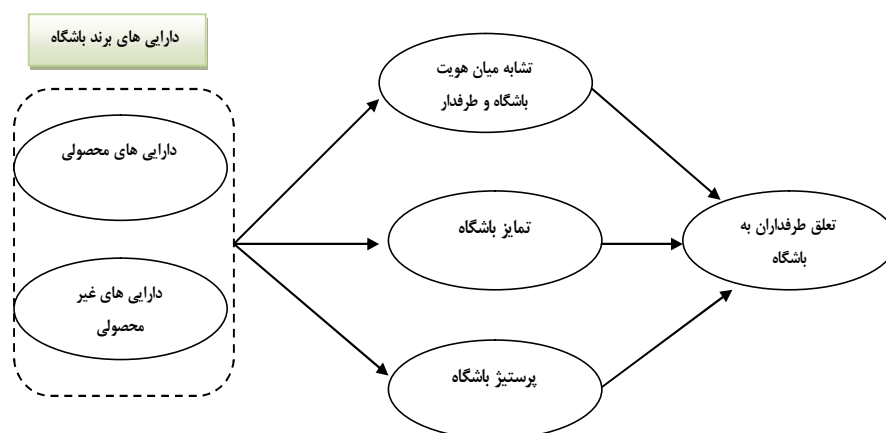 دارایی های برند باشگاه
دارایی های محصولی
دارایی های غیر
محصولی
تشابه میان هویت
باشگاه و طرفدار
تمایز باشگاه
پرستیژ باشگاه
تعلق طرفداران به
باشگاه